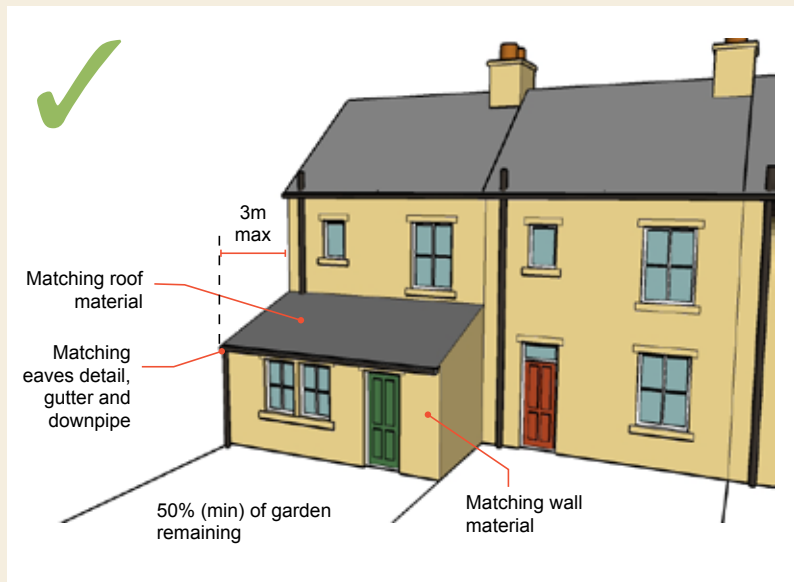 3m
max
Matching roof
material
Matching
eaves detail,
gutter and
downpipe
50% (min) of garden
remaining
Matching wall
material